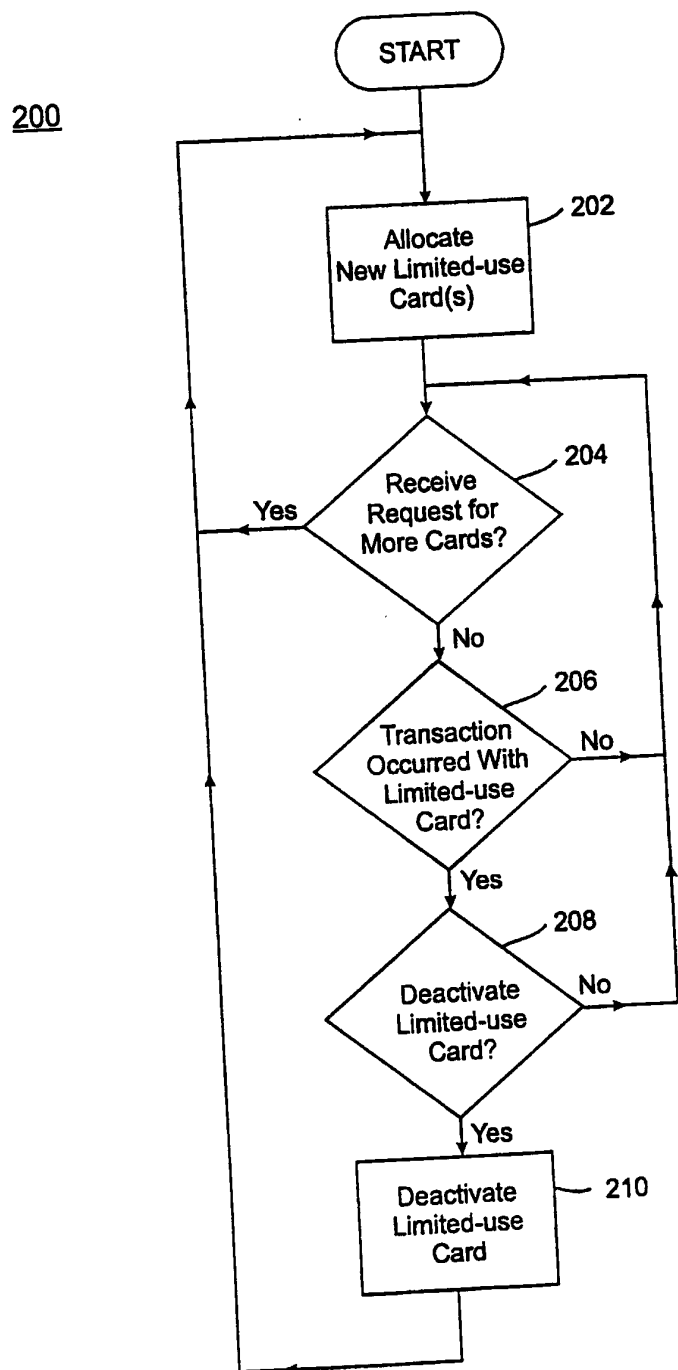 START
200
202
Allocate
New Limited-use
Card(s)
204
Receive
Request for
More Cards?
Yes
No
206
Transaction
Occurred With
Limited-use
Card?
No
Yes
208
Deactivate
Limited-use
Card?
No
Yes
210
Deactivate
Limited-use
Card